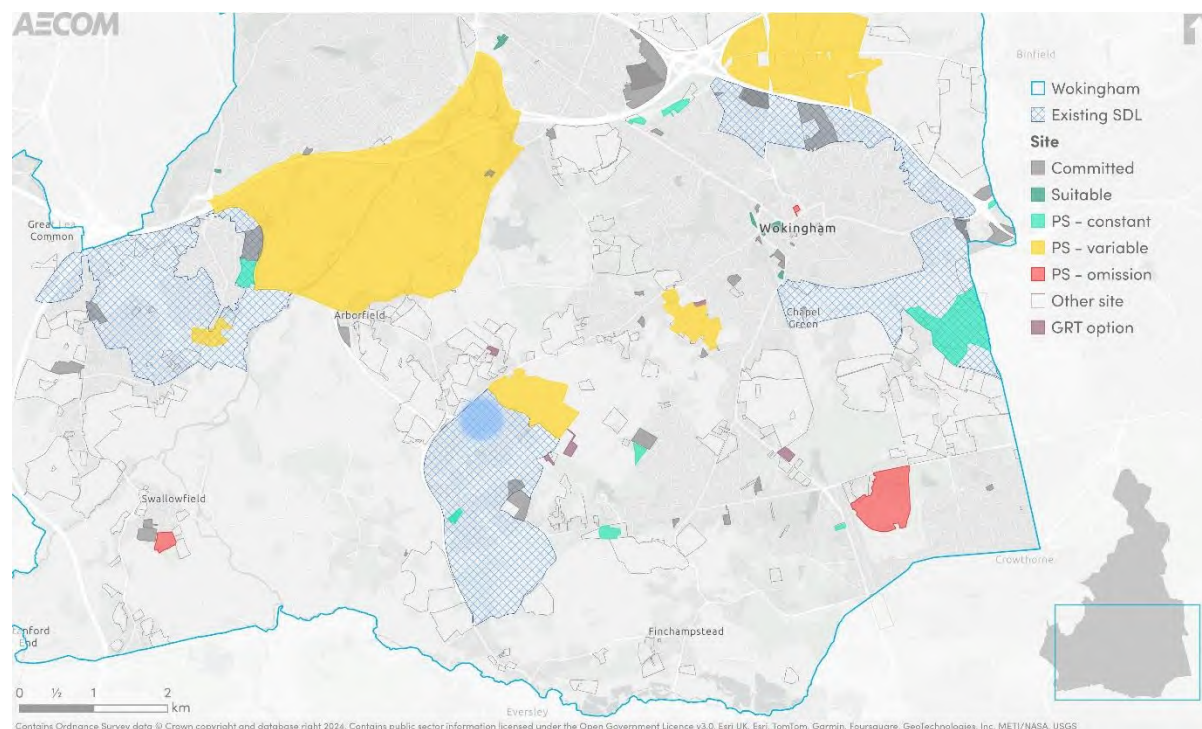 AECOM
Binfield
Wokingham
Existing SDL
Site
Committed
Suitable
PS - constant
PS - variable
PS - omission
Other site
GRT option
Common
Wokingham
Arborfield
Chapel
Green
Swallowfield
Crowthorne
End
Finchampstead
0 ½ 1 2
km
Eversley
Contains Ordnance Survey data © Crown copyright and database right 2024. Contains public sector information licensed under the Open Government Licence v3.0. Esri UK, Esri, TomTom, Garmin, Foursquare, GeoTechnologies, Inc, METI/NASA, USGS